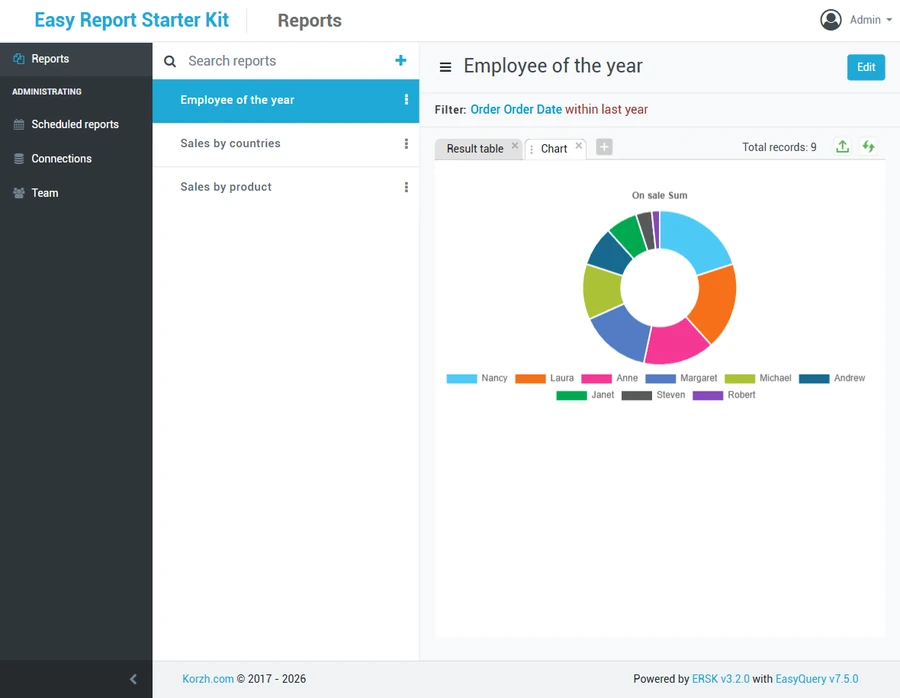 Easy Report Starter Kit
Reports
Admin
Reports
ADMINISTRATING
Scheduled reports
Connections
Team
Search reports
Employee of the year
Sales by countries
Sales by product
Employee of the year
Edit
Filter: Order Order Date within last year
Result table
Chart
Total records: 9
On sale Sum
Nancy Laura Anne Margaret Michael Andrew
Janet Steven Robert
Korzh.com © 2017 - 2026
Powered by ERSK v3.2.0 with EasyQuery v7.5.0